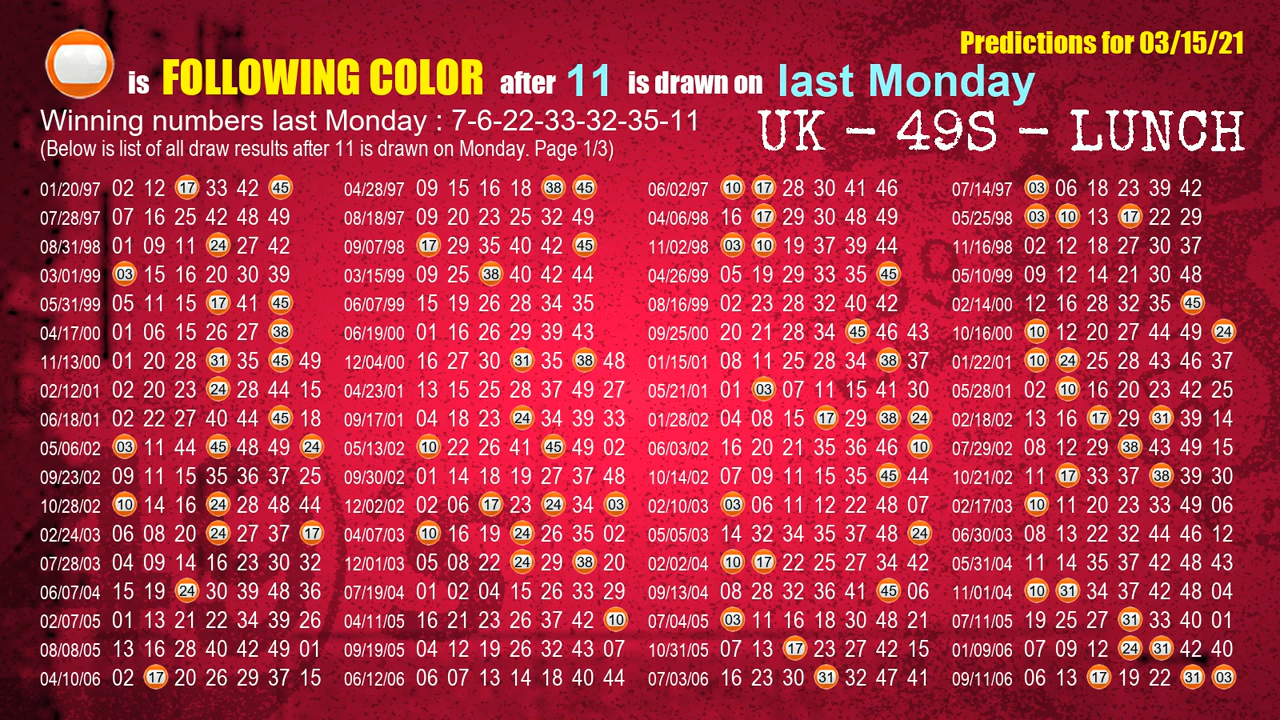 Predictions for 03/15/21
is FOLLOWING COLOR after 11 is drawn on last Monday
Winning numbers last Monday : 7-6-22-33-32-35-11
UK - 49S - LUNCH
(Below is list of all draw results after 11 is drawn on Monday. Page 1/3)
01/20/97 02 12 17 33 42 45 04/28/97 09 15 16 18 38 45 06/02/97 10 17 28 30 41 46 07/14/97 03 06 18 23 39 42
07/28/97 07 16 25 42 48 49 08/18/97 09 20 23 25 32 49 04/06/98 16 17 29 30 48 49 05/25/98 03 10 13 17 22 29
08/31/98 01 09 11 24 27 42 09/07/98 17 29 35 40 42 45 11/02/98 03 10 19 37 39 44 11/16/98 02 12 18 27 30 37
03/01/99 03 15 16 20 30 39 03/15/99 09 25 38 40 42 44 04/26/99 05 19 29 33 35 45 05/10/99 09 12 14 21 30 48
05/31/99 05 11 15 17 41 45 06/07/99 15 19 26 28 34 35 08/16/99 02 23 28 32 40 42 02/14/00 12 16 28 32 35 45
04/17/00 01 06 15 26 27 38 06/19/00 01 16 26 29 39 43 09/25/00 20 21 28 34 45 46 43 10/16/00 10 12 20 27 44 49 24
11/13/00 01 20 28 31 35 45 49 12/04/00 16 27 30 31 35 38 48 01/15/01 08 11 25 28 34 38 37 01/22/01 10 24 25 28 43 46 37
02/12/01 02 20 23 24 28 44 15 04/23/01 13 15 25 28 37 49 27 05/21/01 01 03 07 11 15 41 30 05/28/01 02 10 16 20 23 42 25
06/18/01 02 22 27 40 44 45 18 09/17/01 04 18 23 24 34 39 33 01/28/02 04 08 15 17 29 38 24 02/18/02 13 16 17 29 31 39 14
05/06/02 03 11 44 45 48 49 24 05/13/02 10 22 26 41 45 49 02 06/03/02 16 20 21 35 36 46 10 07/29/02 08 12 29 38 43 49 15
09/23/02 09 11 15 35 36 37 25 09/30/02 01 14 18 19 27 37 48 10/14/02 07 09 11 15 35 45 44 10/21/02 11 17 33 37 38 39 30
10/28/02 10 14 16 24 28 48 44 12/02/02 02 06 17 23 24 34 03 02/10/03 03 06 11 12 22 48 07 02/17/03 10 11 20 23 33 49 06
02/24/03 06 08 20 24 27 37 17 04/07/03 10 16 19 24 26 35 02 05/05/03 14 32 34 35 37 48 24 06/30/03 08 13 22 32 44 46 12
07/28/03 04 09 14 16 23 30 32 12/01/03 05 08 22 24 29 38 20 02/02/04 10 17 22 25 27 34 42 05/31/04 11 14 35 37 42 48 43
06/07/04 15 19 24 30 39 48 36 07/19/04 01 02 04 15 26 33 29 09/13/04 08 28 32 36 41 45 06 11/01/04 10 31 34 37 42 48 04
02/07/05 01 13 21 22 34 39 26 04/11/05 16 21 23 26 37 42 10 07/04/05 03 11 16 18 30 48 21 07/11/05 19 25 27 31 33 40 01
08/08/05 13 16 28 40 42 49 01 09/19/05 04 12 19 26 32 43 07 10/31/05 07 13 17 23 27 42 15 01/09/06 07 09 12 24 31 42 40
04/10/06 02 17 20 26 29 37 15 06/12/06 06 07 13 14 18 40 44 07/03/06 16 23 30 31 32 47 41 09/11/06 06 13 17 19 22 31 03